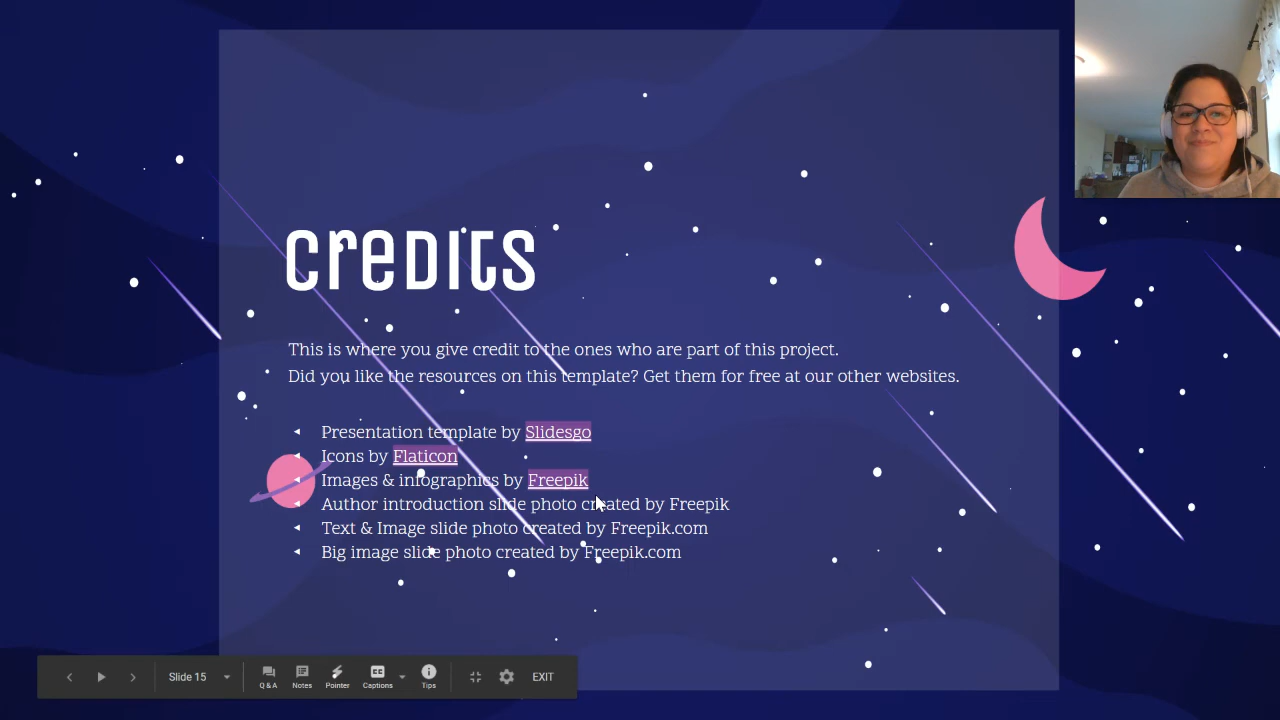 credits
This is where you give credit to the ones who are part of this project.
Did you like the resources on this template? Get them for free at our other websites.
Presentation template by Slidesgo
Icons by Flaticon
Images & infographics by Freepik
Author introduction slide photo created by Freepik
Text & Image slide photo created by Freepik.com
Big image slide photo created by Freepik.com
Slide 15
Q & A
Notes
Pointer
CC
Captions
Tips
EXIT